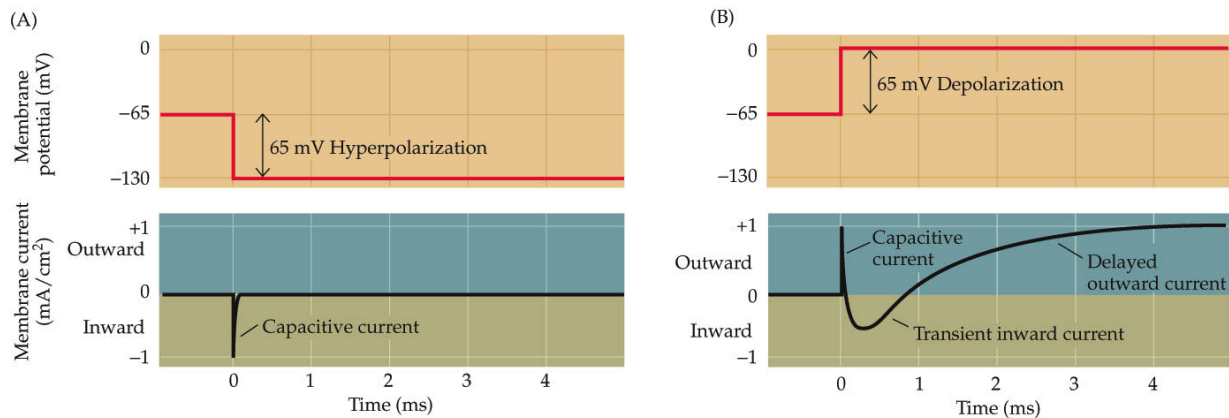 (A)
Membrane
potential (mV)
0
−65
−130
65 mV Hyperpolarization
Membrane current
(mA/cm²)
+1
Outward
0
Inward
−1
Capacitive current
0 1 2 3 4
Time (ms)
(B)
0
−65
−130
65 mV Depolarization
+1
Outward
0
Inward
−1
Capacitive
current
Delayed
outward current
Transient inward current
0 1 2 3 4
Time (ms)